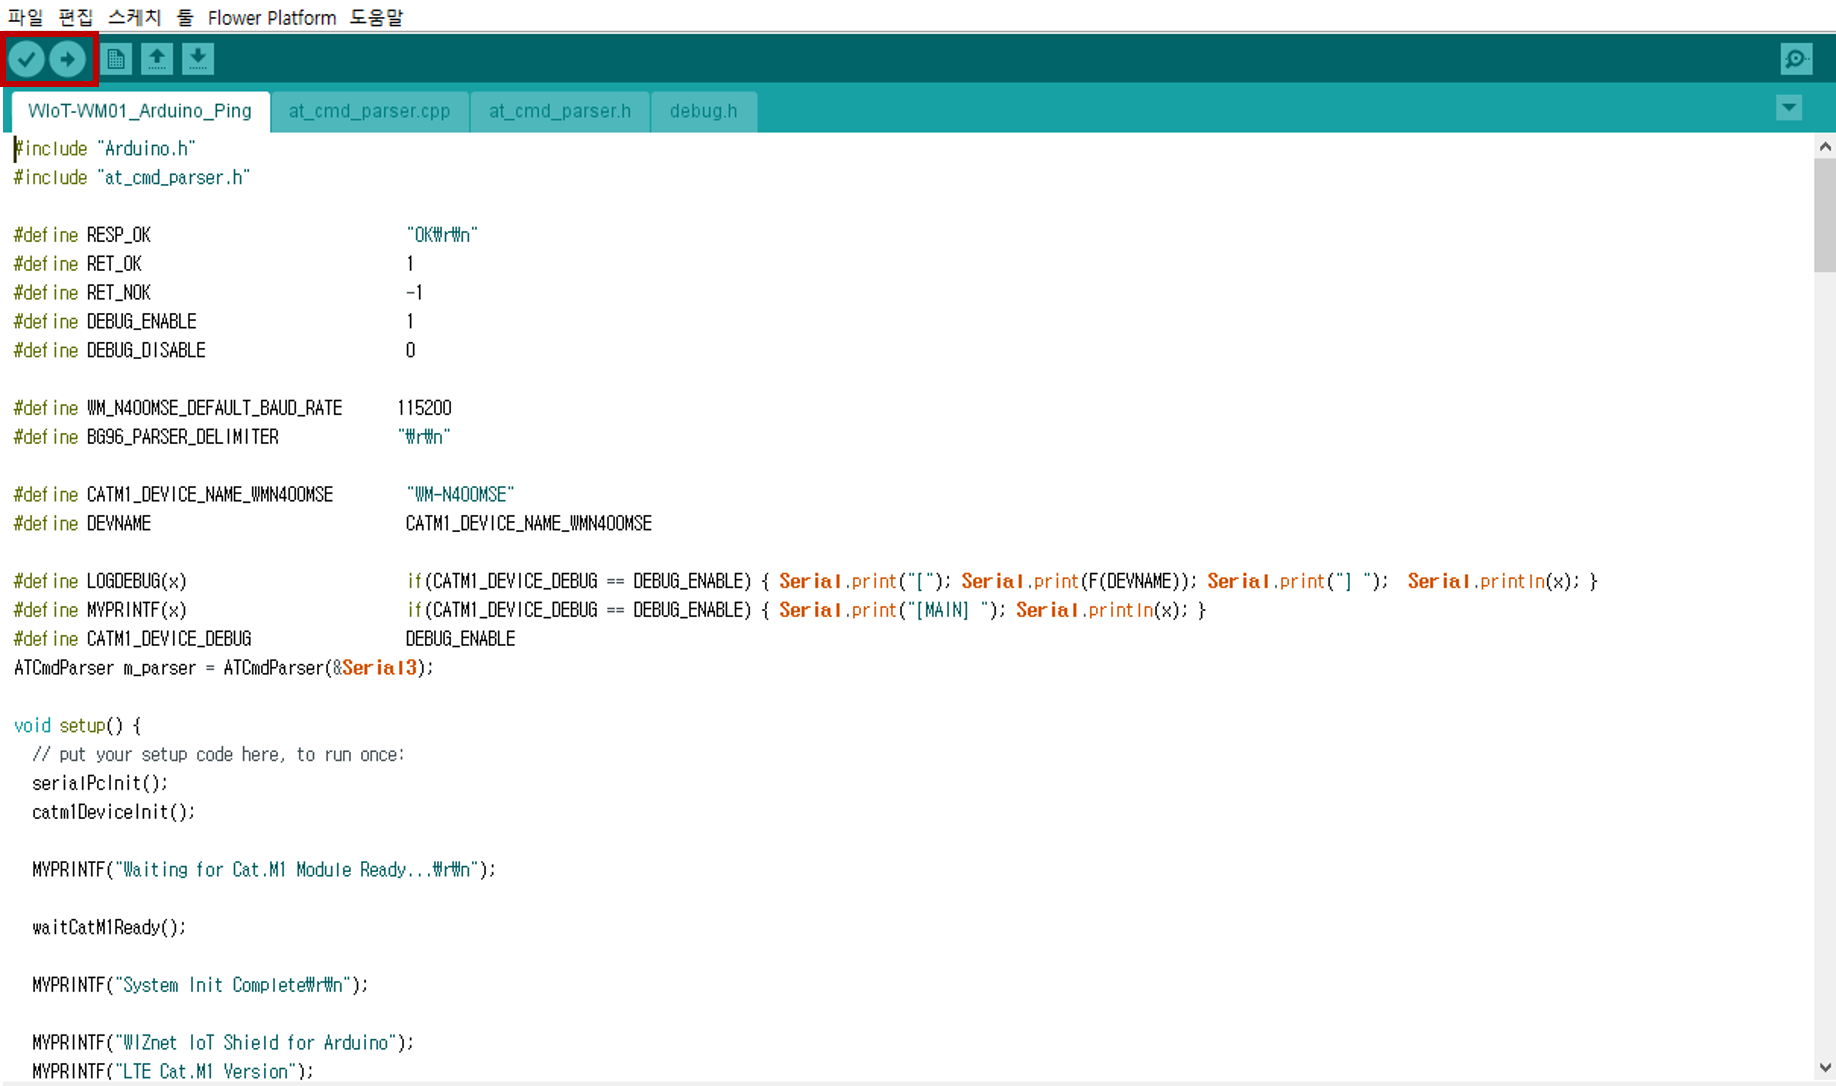 파일 편집 스케치 툴 Flower Platform 도움말
WIoT-WM01_Arduino_Ping at_cmd_parser.cpp at_cmd_parser.h debug.h
#include "Arduino.h"
#include "at_cmd_parser.h"
#define RESP_OK "OK₩r₩n"
#define RET_OK 1
#define RET_NOK -1
#define DEBUG_ENABLE 1
#define DEBUG_DISABLE 0
#define WM_N400MSE_DEFAULT_BAUD_RATE 115200
#define BG96_PARSER_DELIMITER "₩r₩n"
#define CATM1_DEVICE_NAME_WMN400MSE "WM-N400MSE"
#define DEVNAME CATM1_DEVICE_NAME_WMN400MSE
#define LOGDEBUG(x) if(CATM1_DEVICE_DEBUG == DEBUG_ENABLE) { Serial.print("["); Serial.print(F(DEVNAME)); Serial.print("] "); Serial.println(x); }
#define MYPRINTF(x) if(CATM1_DEVICE_DEBUG == DEBUG_ENABLE) { Serial.print("[MAIN] "); Serial.println(x); }
#define CATM1_DEVICE_DEBUG DEBUG_ENABLE
ATCmdParser m_parser = ATCmdParser(&Serial3);
void setup() {
// put your setup code here, to run once:
serialPcInit();
catm1DeviceInit();
MYPRINTF("Waiting for Cat.M1 Module Ready...₩r₩n");
waitCatM1Ready();
MYPRINTF("System Init Complete₩r₩n");
MYPRINTF("WIZnet IoT Shield for Arduino");
MYPRINTF("LTE Cat.M1 Version");